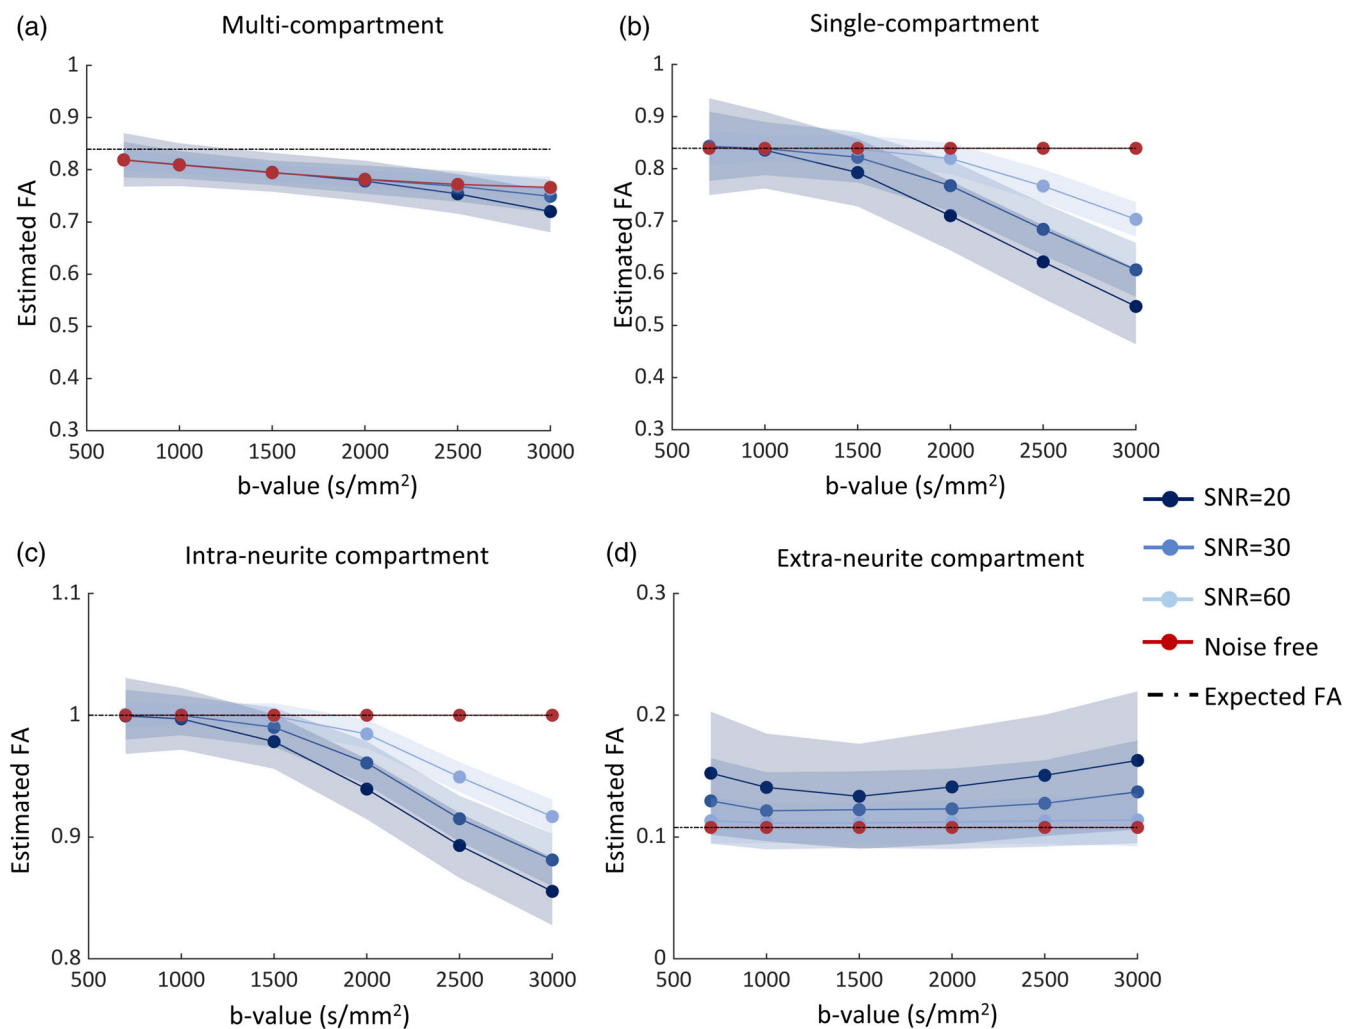 (a) Multi-compartment
1
0.9
0.8
0.7
0.6
0.5
0.4
0.3
Estimated FA
500 1000 1500 2000 2500 3000
b-value (s/mm²)
(b) Single-compartment
1
0.9
0.8
0.7
0.6
0.5
0.4
0.3
Estimated FA
500 1000 1500 2000 2500 3000
b-value (s/mm²)
(c) Intra-neurite compartment
1.1
1
0.9
0.8
Estimated FA
500 1000 1500 2000 2500 3000
b-value (s/mm²)
(d) Extra-neurite compartment
0.3
0.2
0.1
0
Estimated FA
500 1000 1500 2000 2500 3000
b-value (s/mm²)
SNR=20
SNR=30
SNR=60
Noise free
Expected FA